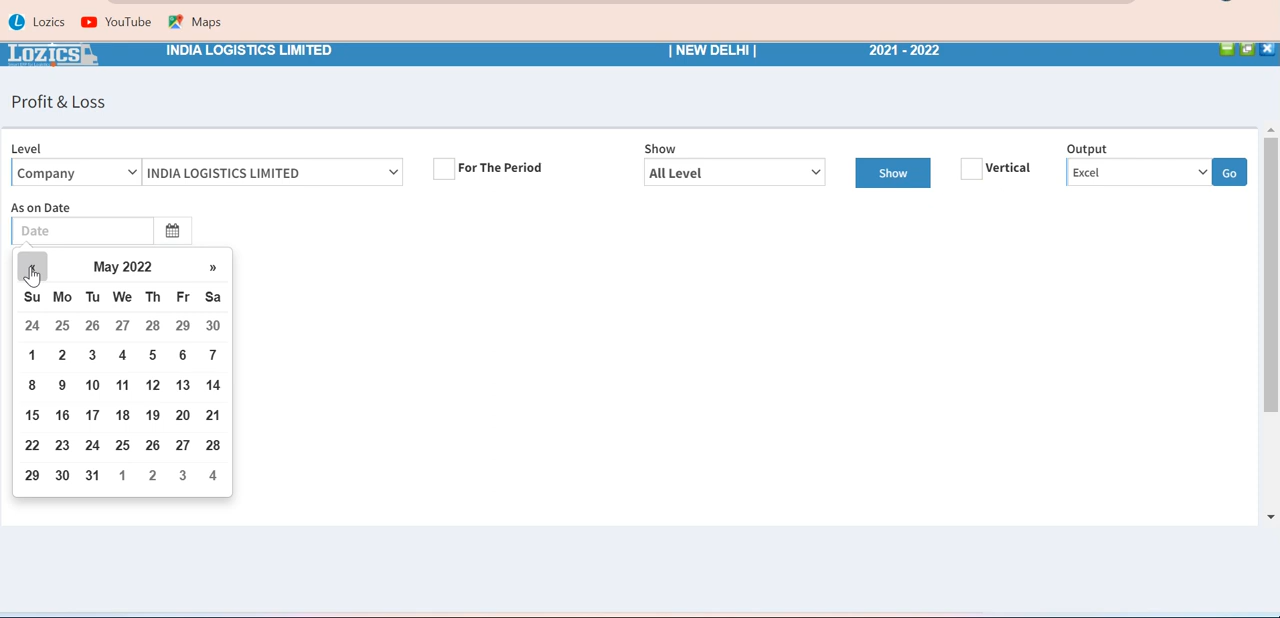 Lozics YouTube Maps
LOZICS INDIA LOGISTICS LIMITED | NEW DELHI | 2021 - 2022
Profit & Loss
Level Show Output
Company INDIA LOGISTICS LIMITED For The Period All Level Show Vertical Excel Go
As on Date
Date
« May 2022 »
Su Mo Tu We Th Fr Sa
24 25 26 27 28 29 30
1 2 3 4 5 6 7
8 9 10 11 12 13 14
15 16 17 18 19 20 21
22 23 24 25 26 27 28
29 30 31 1 2 3 4